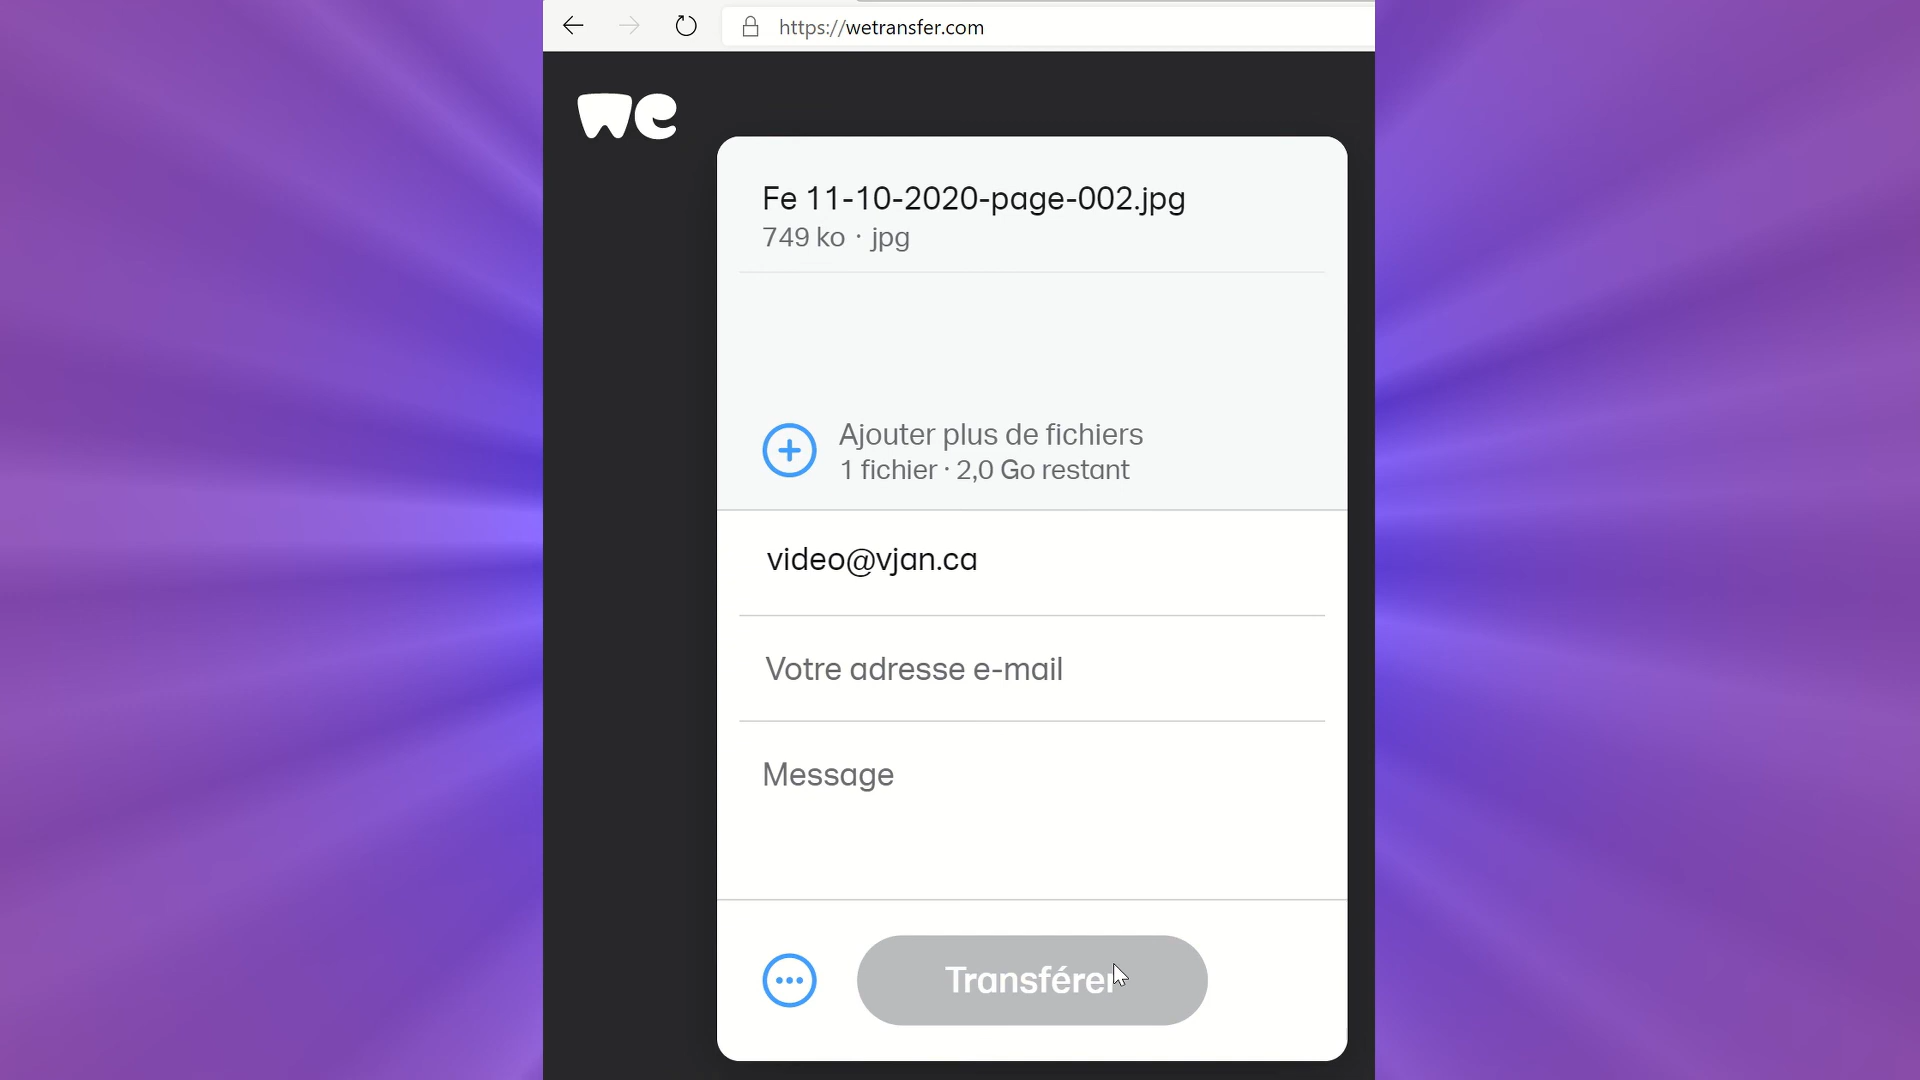 https://wetransfer.com
we
Fe 11-10-2020-page-002.jpg
749 ko · jpg
Ajouter plus de fichiers
1 fichier · 2,0 Go restant
video@vjan.ca
Votre adresse e-mail
Message
Transférer